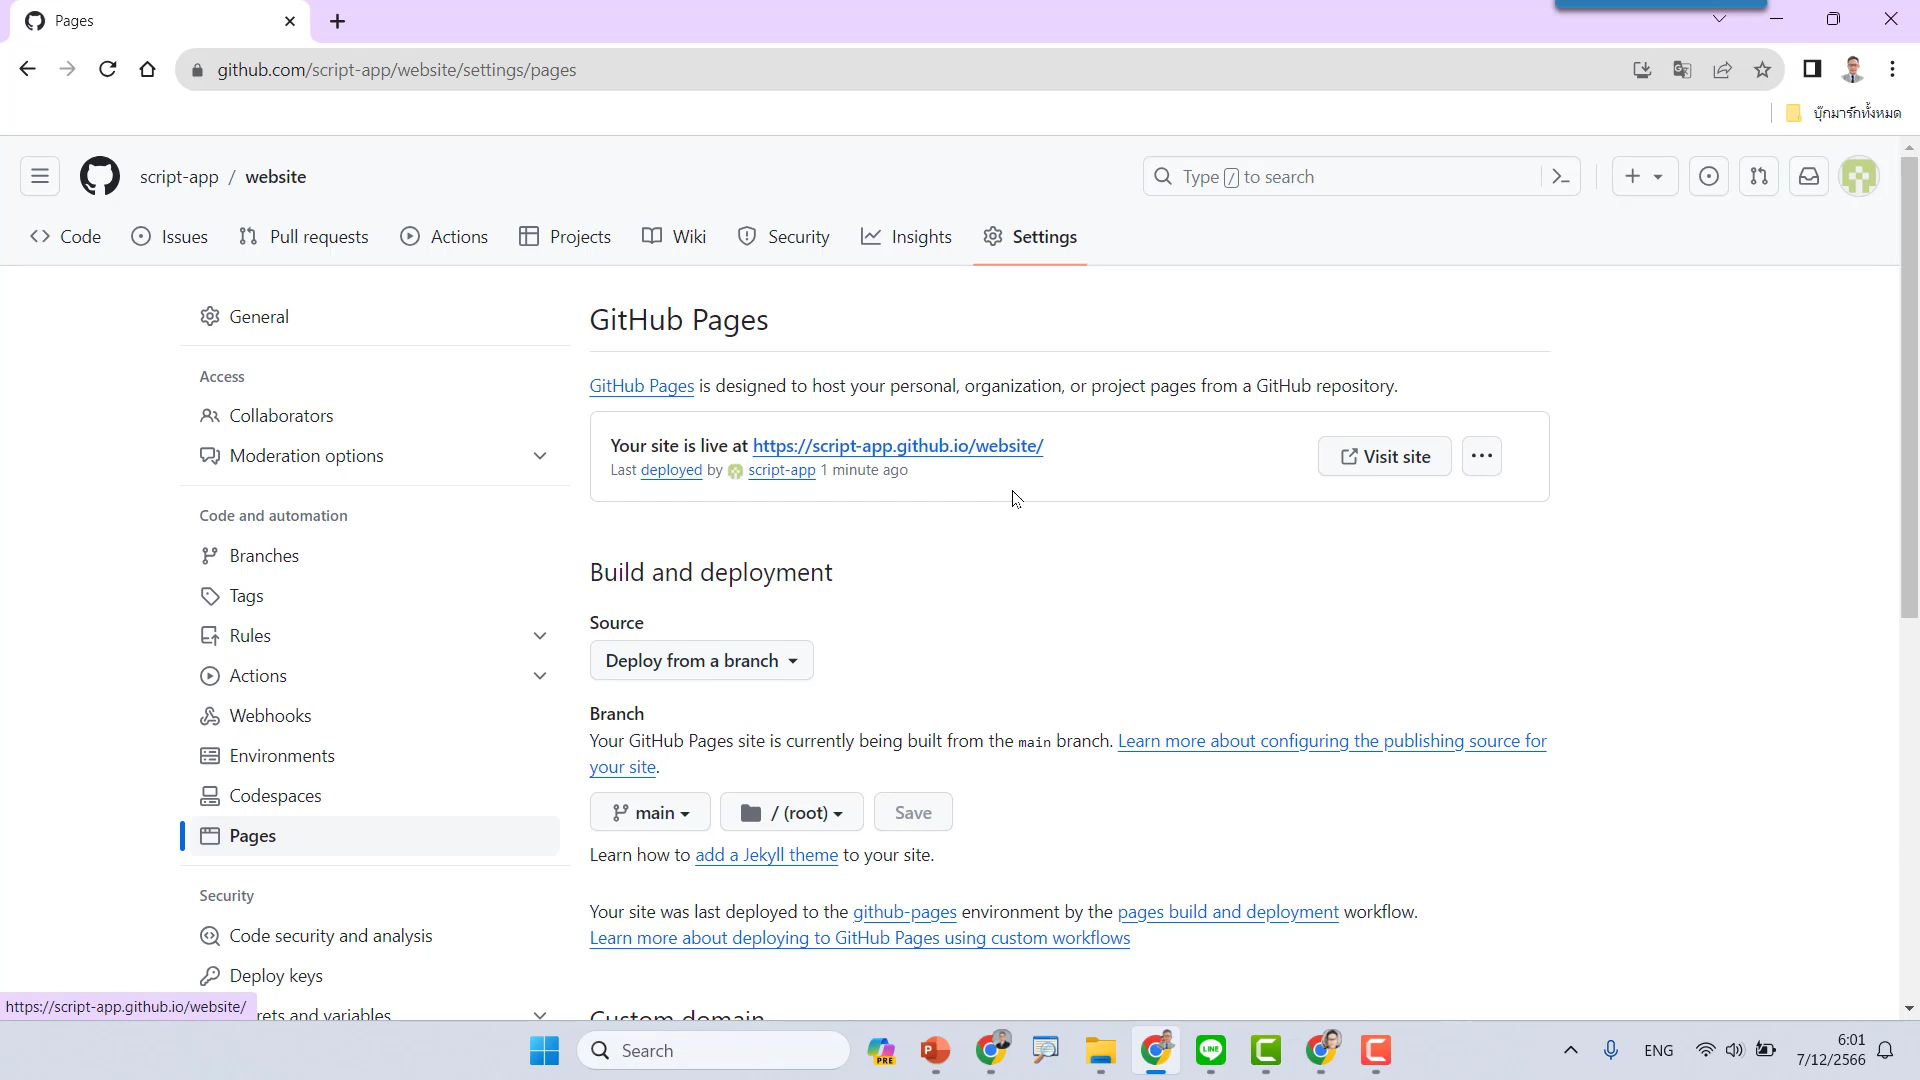 Pages
github.com/script-app/website/settings/pages
บุ๊กมาร์กทั้งหมด
script-app / website
Type / to search
Code
Issues
Pull requests
Actions
Projects
Wiki
Security
Insights
Settings
General
Access
Collaborators
Moderation options
Code and automation
Branches
Tags
Rules
Actions
Webhooks
Environments
Codespaces
Pages
Security
Code security and analysis
Deploy keys
GitHub Pages
GitHub Pages is designed to host your personal, organization, or project pages from a GitHub repository.
Your site is live at https://script-app.github.io/website/
Last deployed by script-app 1 minute ago
Visit site
Build and deployment
Source
Deploy from a branch
Branch
Your GitHub Pages site is currently being built from the main branch. Learn more about configuring the publishing source for
your site.
main
/ (root)
Save
Learn how to add a Jekyll theme to your site.
Your site was last deployed to the github-pages environment by the pages build and deployment workflow.
Learn more about deploying to GitHub Pages using custom workflows
Custom domain
https://script-app.github.io/website/
rets and variables
Search
PRE
P
LINE
ENG
6:01
7/12/2566